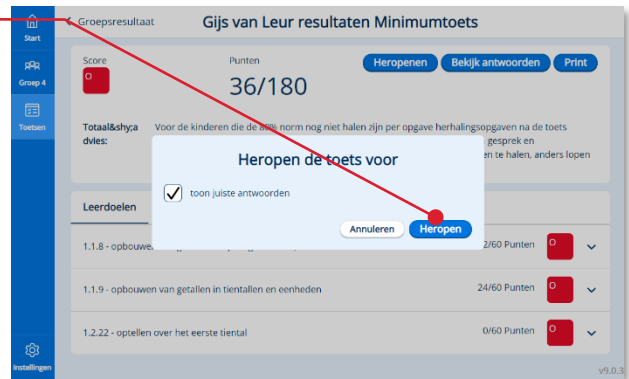 Start
Groep 4
Toetsen
Instellingen
Groepsresultaat
Gijs van Leur resultaten Minimumtoets
Score
O
Punten
36/180
Heropenen
Bekijk antwoorden
Print
Totaal&shy;a
dvies:
Voor de kinderen die de 80% norm nog niet halen zijn per opgave herhalingsopgaven na de toets
gesprek en
en te halen, anders lopen
Heropen de toets voor
toon juiste antwoorden
Annuleren
Heropen
Leerdoelen
1.1.8 - opbouwe
2/60 Punten
O
1.1.9 - opbouwen van getallen in tientallen en eenheden
24/60 Punten
O
1.2.22 - optellen over het eerste tiental
0/60 Punten
O
v9.0.3